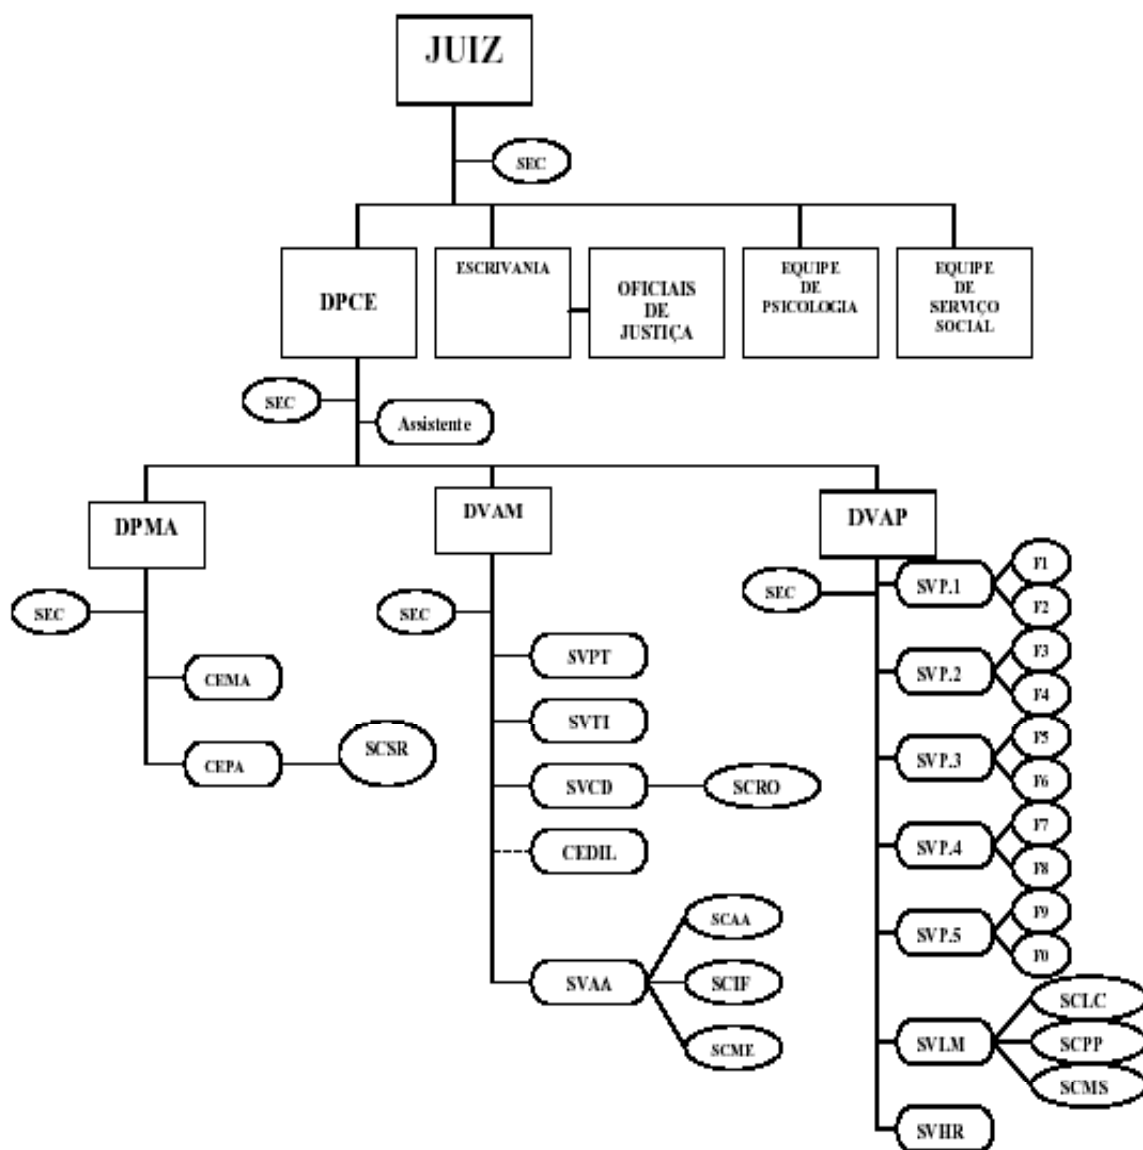 JUIZ
SEC
DPCE
ESCRIVANIA
OFICIAIS
DE
JUSTIÇA
EQUIPE
DE
PSICOLOGIA
EQUIPE
DE
SERVIÇO
SOCIAL
SEC
Assistente
DPMA
DVAM
DVAP
SEC
CEMA
CEPA
SCSR
SEC
SVPT
SVTI
SVCD
SCRO
CEDIL
SVAA
SCAA
SCIF
SCME
SEC
SVP.1
F1
F2
SVP.2
F3
F4
SVP.3
F5
F6
SVP.4
F7
F8
SVP.5
F9
F0
SVLM
SCLC
SCPP
SCMS
SVHR